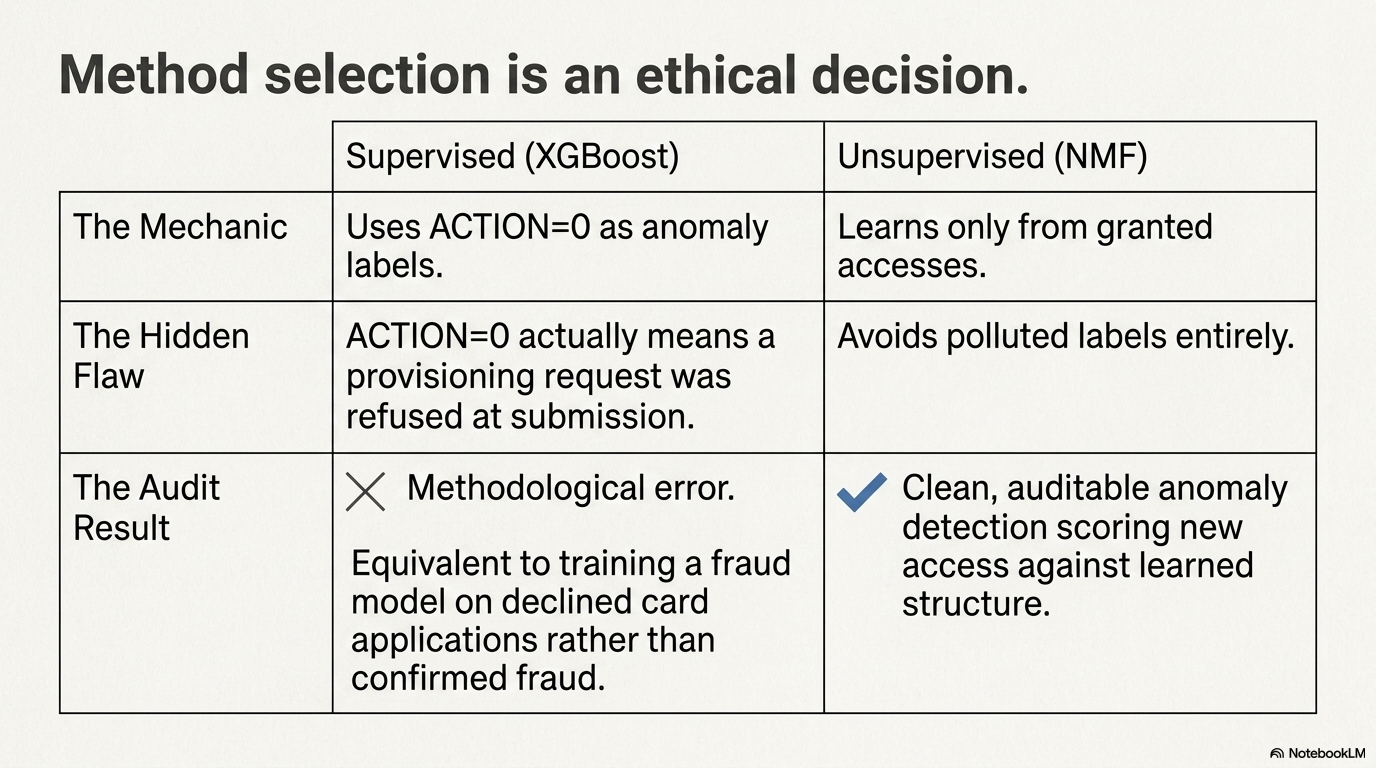 Method selection is an ethical decision.
Supervised (XGBoost)
Unsupervised (NMF)
The Mechanic
Uses ACTION=0 as anomaly
labels.
Learns only from granted
accesses.
The Hidden
Flaw
ACTION=0 actually means a
provisioning request was
refused at submission.
Avoids polluted labels entirely.
The Audit
Result
Methodological error.
Equivalent to training a fraud
model on declined card
applications rather than
confirmed fraud.
Clean, auditable anomaly
detection scoring new
access against learned
structure.
NotebookLM